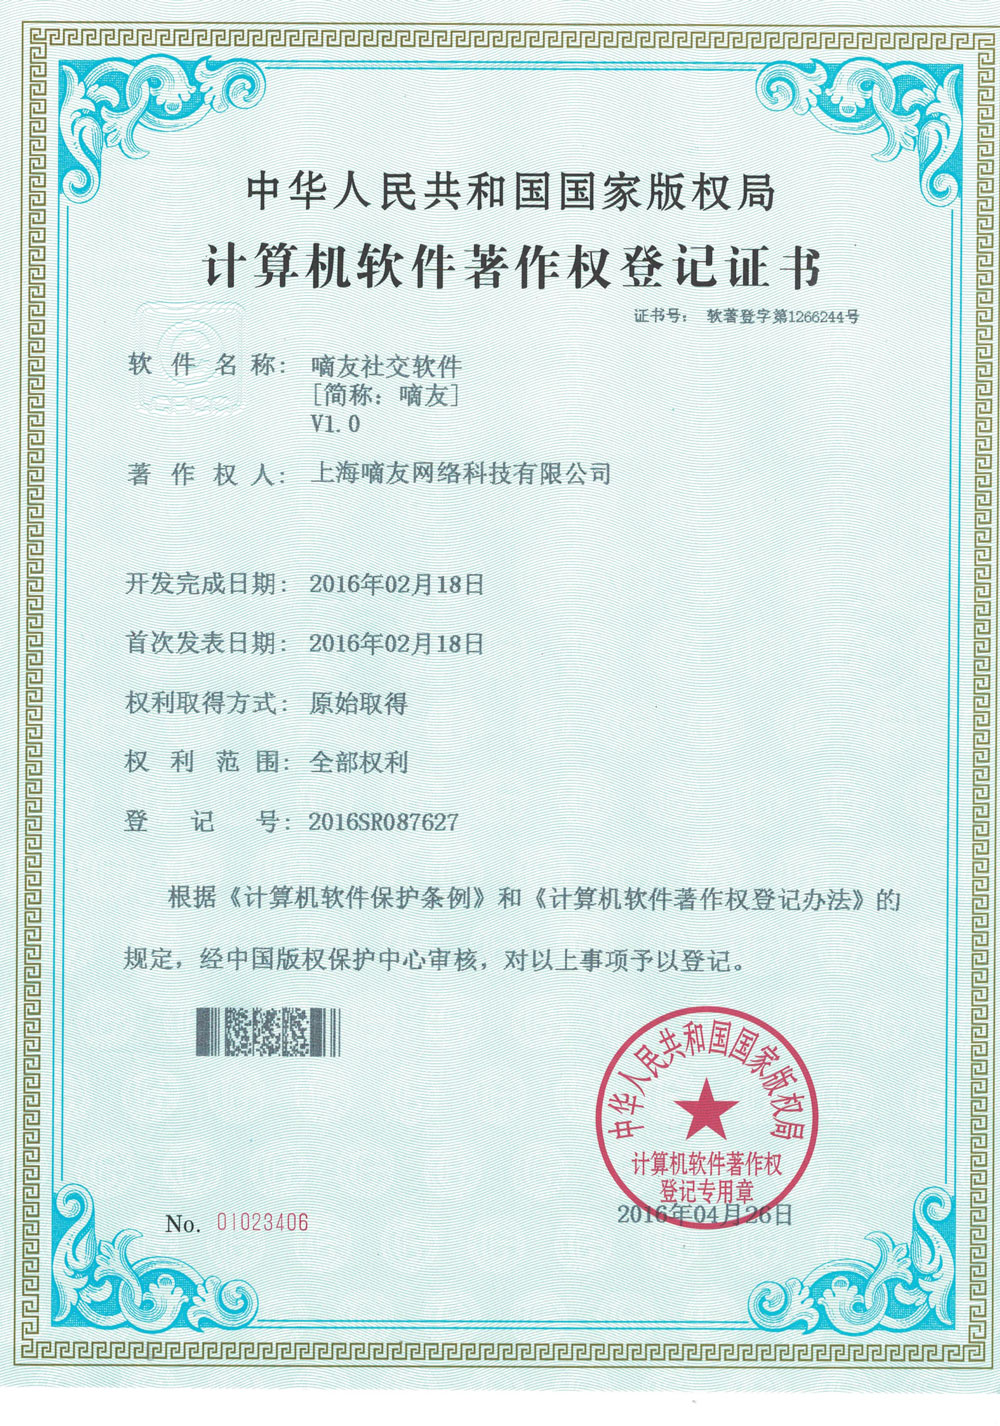 中华人民共和国国家版权局
计算机软件著作权登记证书
证书号： 软著登字第1266244号
软件名称： 嘀友社交软件
[简称：嘀友]
V1.0
著作权人： 上海嘀友网络科技有限公司
开发完成日期： 2016年02月18日
首次发表日期： 2016年02月18日
权利取得方式： 原始取得
权利范围： 全部权利
登记号： 2016SR087627
根据《计算机软件保护条例》和《计算机软件著作权登记办法》的
规定，经中国版权保护中心审核，对以上事项予以登记。
中华人民共和国国家版权局
计算机软件著作权
登记专用章
2016年04月26日
No. 01023406